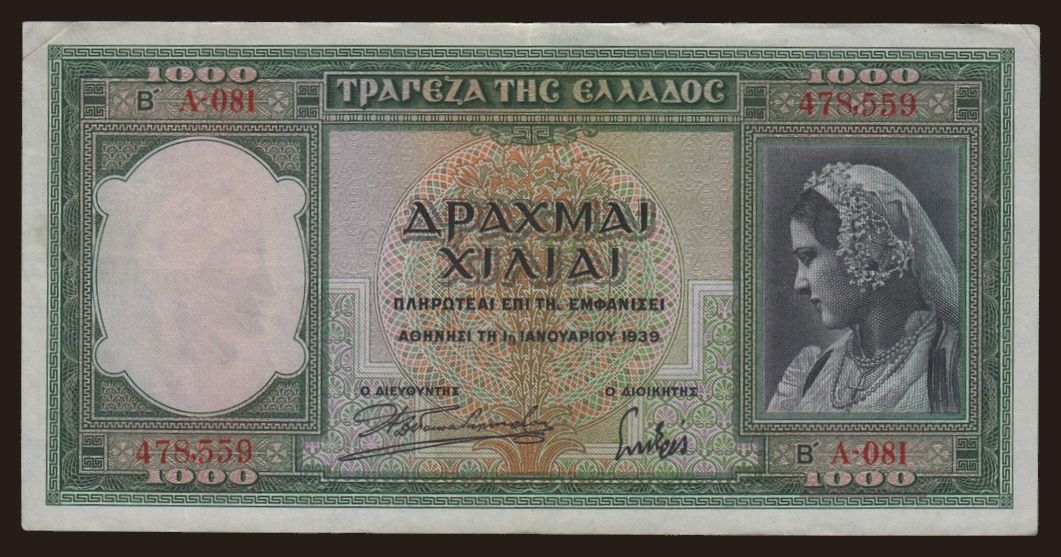 1000 1000
Β΄ Α-081 ΤΡΑΠΕΖΑ ΤΗΣ ΕΛΛΑΔΟΣ 478,559
ΔΡΑΧΜΑΙ
ΧΙΛΙΑΙ
ΠΛΗΡΩΤΕΑΙ ΕΠΙ ΤΗ, ΕΜΦΑΝΙΣΕΙ
ΑΘΗΝΗΣΙ ΤΗ 1η ΙΑΝΟΥΑΡΙΟΥ 1939
Ο ΔΙΕΥΘΥΝΤΗΣ Ο ΔΙΟΙΚΗΤΗΣ
478,559 Β΄ Α-081
1000 1000